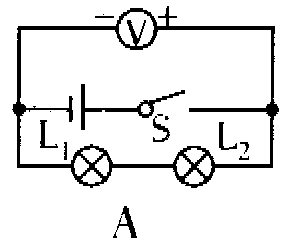 − V +
S
L₁ L₂
A